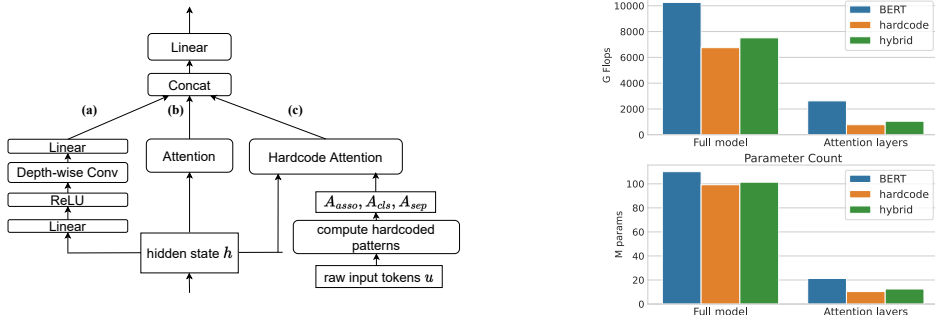 Linear
Concat
(a)
(b)
(c)
Linear
Depth-wise Conv
ReLU
Linear
Attention
Hardcode Attention
A_asso, A_cls, A_sep
compute hardcoded
patterns
hidden state h
raw input tokens u
G Flops
10000
8000
6000
4000
2000
0
BERT
hardcode
hybrid
Full model
Attention layers
Parameter Count
M params
100
80
60
40
20
0
BERT
hardcode
hybrid
Full model
Attention layers